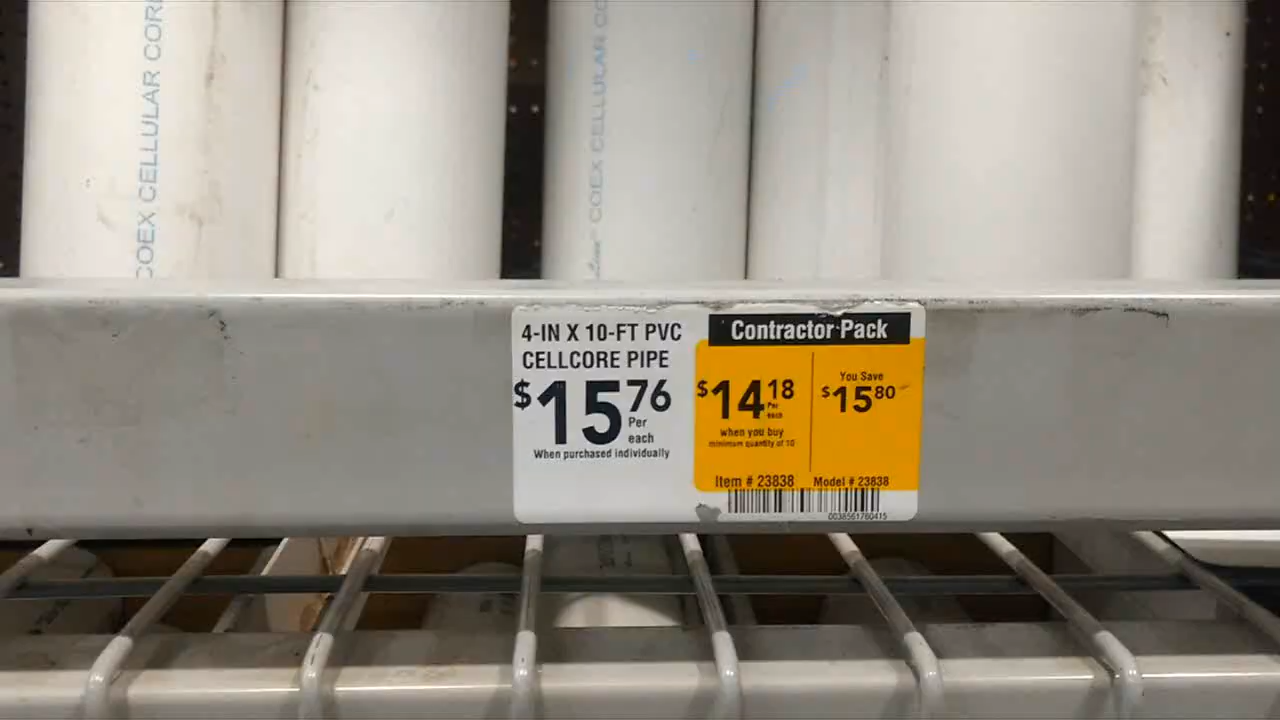 COEX CELLULAR COR
COEX CELLULAR CO
4-IN X 10-FT PVC
CELLCORE PIPE
$15 76
Per
each
When purchased individually
Contractor Pack
$14 18
Per
each
when you buy
minimum quantity of 10
You Save
$15 80
Item # 23838 Model # 23838
0038561760415